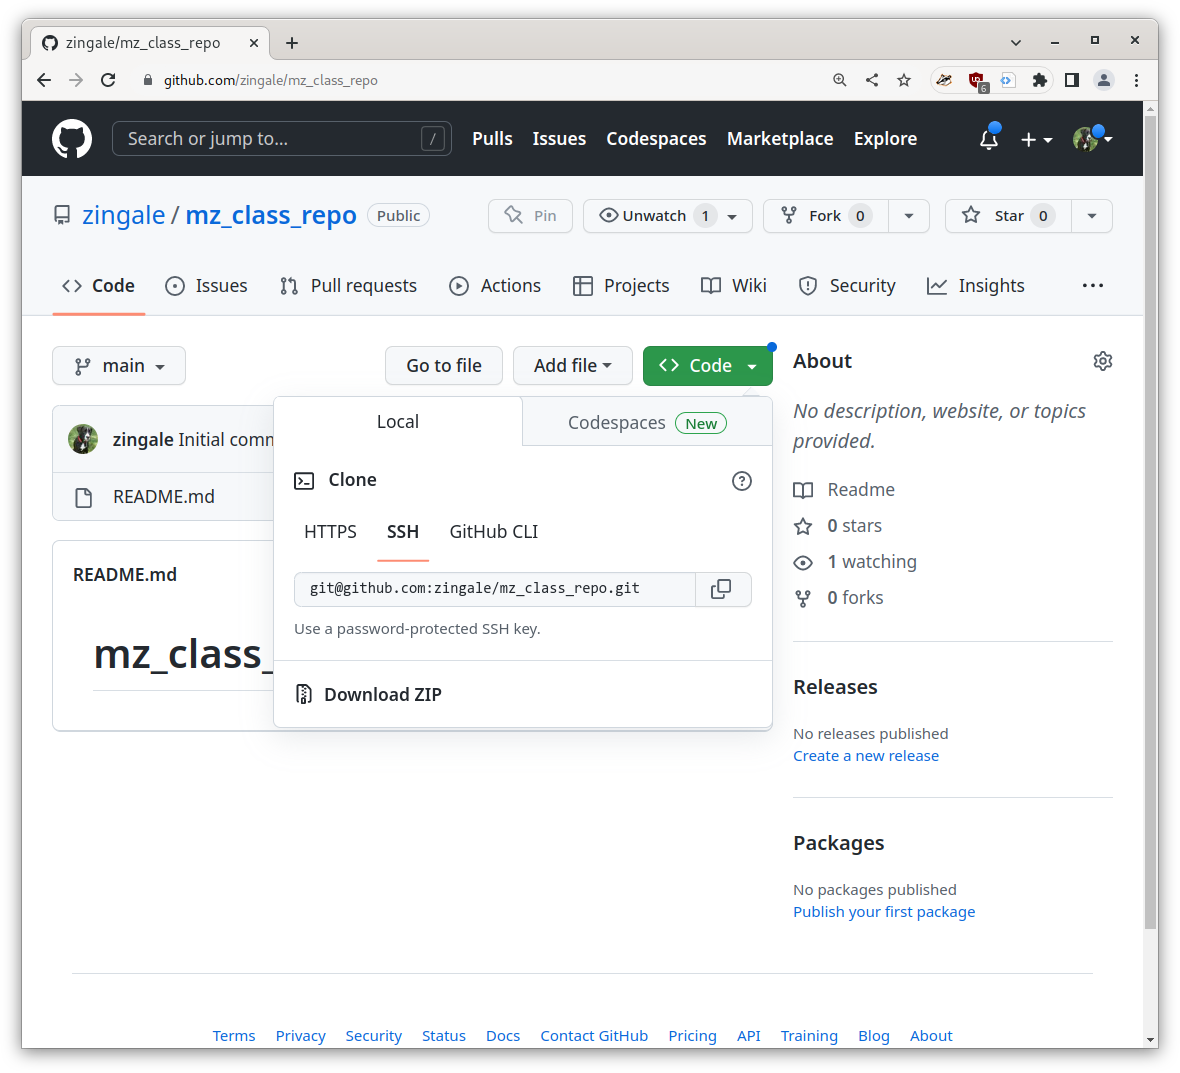 zingale/mz_class_repo
github.com/zingale/mz_class_repo
6
Search or jump to... /
Pulls Issues Codespaces Marketplace Explore
zingale / mz_class_repo Public
Pin Unwatch 1 Fork 0 Star 0
Code Issues Pull requests Actions Projects Wiki Security Insights
main Go to file Add file Code
Local Codespaces New
zingale Initial comm
README.md
Clone
HTTPS SSH GitHub CLI
git@github.com:zingale/mz_class_repo.git
Use a password-protected SSH key.
Download ZIP
README.md
mz_class_
About
No description, website, or topics
provided.
Readme
0 stars
1 watching
0 forks
Releases
No releases published
Create a new release
Packages
No packages published
Publish your first package
Terms Privacy Security Status Docs Contact GitHub Pricing API Training Blog About